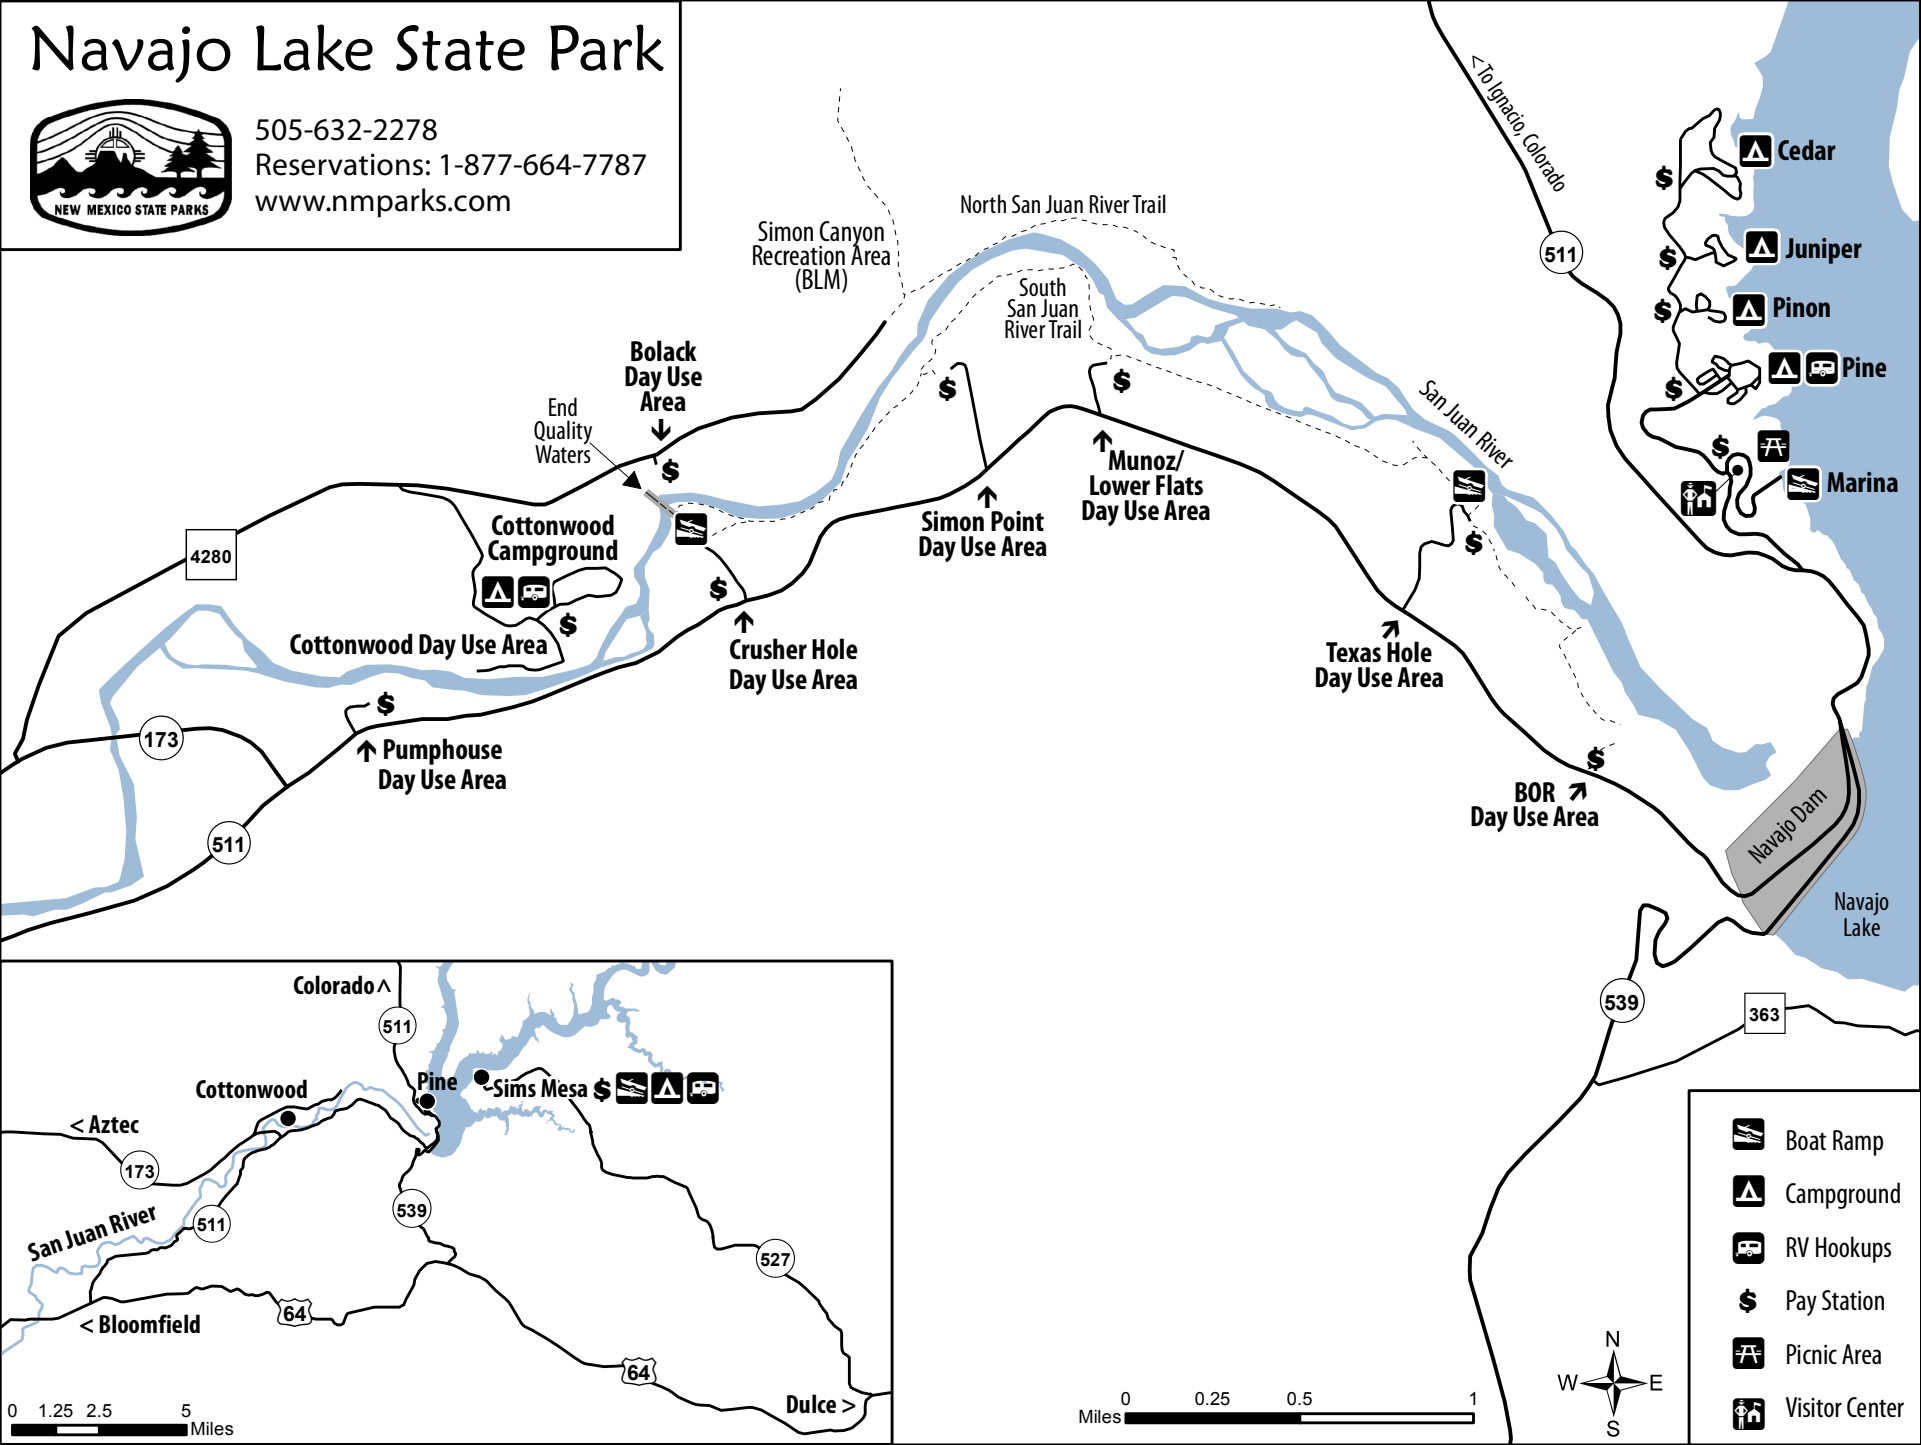 Navajo Lake State Park
505-632-2278
Reservations: 1-877-664-7787
www.nmparks.com
NEW MEXICO STATE PARKS
< To Ignacio, Colorado
511
$
Cedar
$
Juniper
$
Pinon
$
Pine
$
Marina
North San Juan River Trail
Simon Canyon
Recreation Area
(BLM)
South
San Juan
River Trail
Bolack
Day Use
Area
$
End
Quality
Waters
$
$
San Juan River
Munoz/
Lower Flats
Day Use Area
Simon Point
Day Use Area
Cottonwood
Campground
4280
$
$
$
Cottonwood Day Use Area
Crusher Hole
Day Use Area
Texas Hole
Day Use Area
$
173
Pumphouse
Day Use Area
$
BOR
Day Use Area
511
Navajo Dam
Navajo
Lake
539
363
Colorado >
511
Pine
Sims Mesa $
Cottonwood
< Aztec
173
San Juan River
511
539
527
64
< Bloomfield
64
Dulce >
0 1.25 2.5 5
Miles
0 0.25 0.5 1
Miles
N
W E
S
Boat Ramp
Campground
RV Hookups
$ Pay Station
Picnic Area
Visitor Center